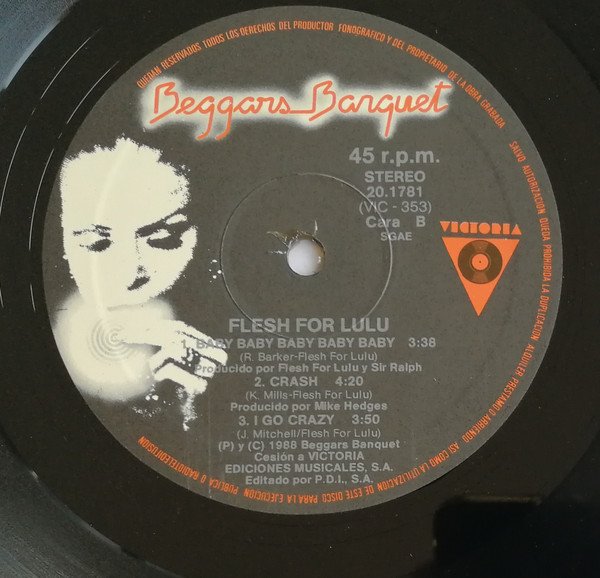 QUEDAN RESERVADOS TODOS LOS DERECHOS DEL PRODUCTOR FONOGRAFICO Y DEL PROPIETARIO DE LA OBRA GRABADA
SALVO AUTORIZACION QUEDA PROHIBIDA LA DUPLICACION ALQUILER PRESTAMO O ARRIENDO ASI COMO LA UTILIZACION DE ESTE DISCO PARA LA EJECUCION PUBLICA O RADIOTELEDIFUSION
Beggars Banquet
45 r.p.m.
STEREO
20.1781
(VIC - 353)
Cara B
SGAE
VICTORIA
FLESH FOR LULU
1. BABY BABY BABY BABY BABY 3:38
(R. Barker-Flesh For Lulu)
Producido por Flesh For Lulu y Sir Ralph
2. CRASH 4:20
(K. Mills-Flesh For Lulu)
Producido por Mike Hedges
3. I GO CRAZY 3:50
(J. Mitchell/Flesh For Lulu)
(P) y (C) 1988 Beggars Banquet
Cesión a VICTORIA
EDICIONES MUSICALES, S.A.
Editado por P.D.I., S.A.